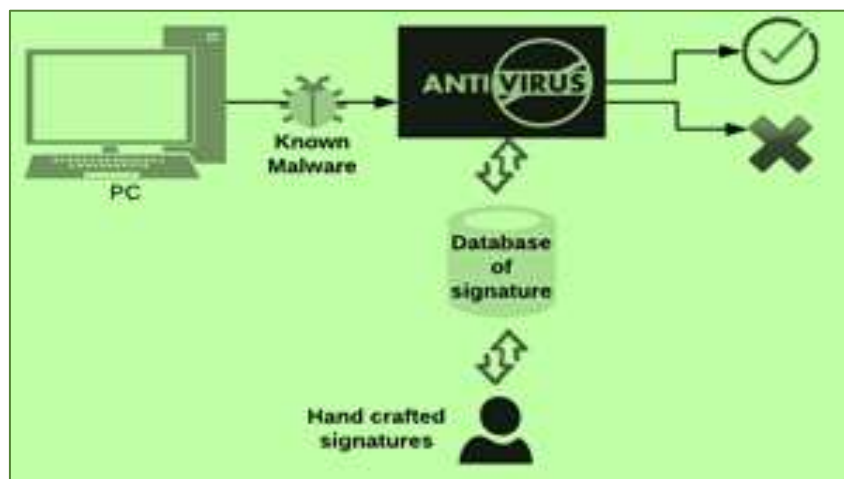 ANTI VIRUS
Known
Malware
PC
Database
of
signature
Hand crafted
signatures